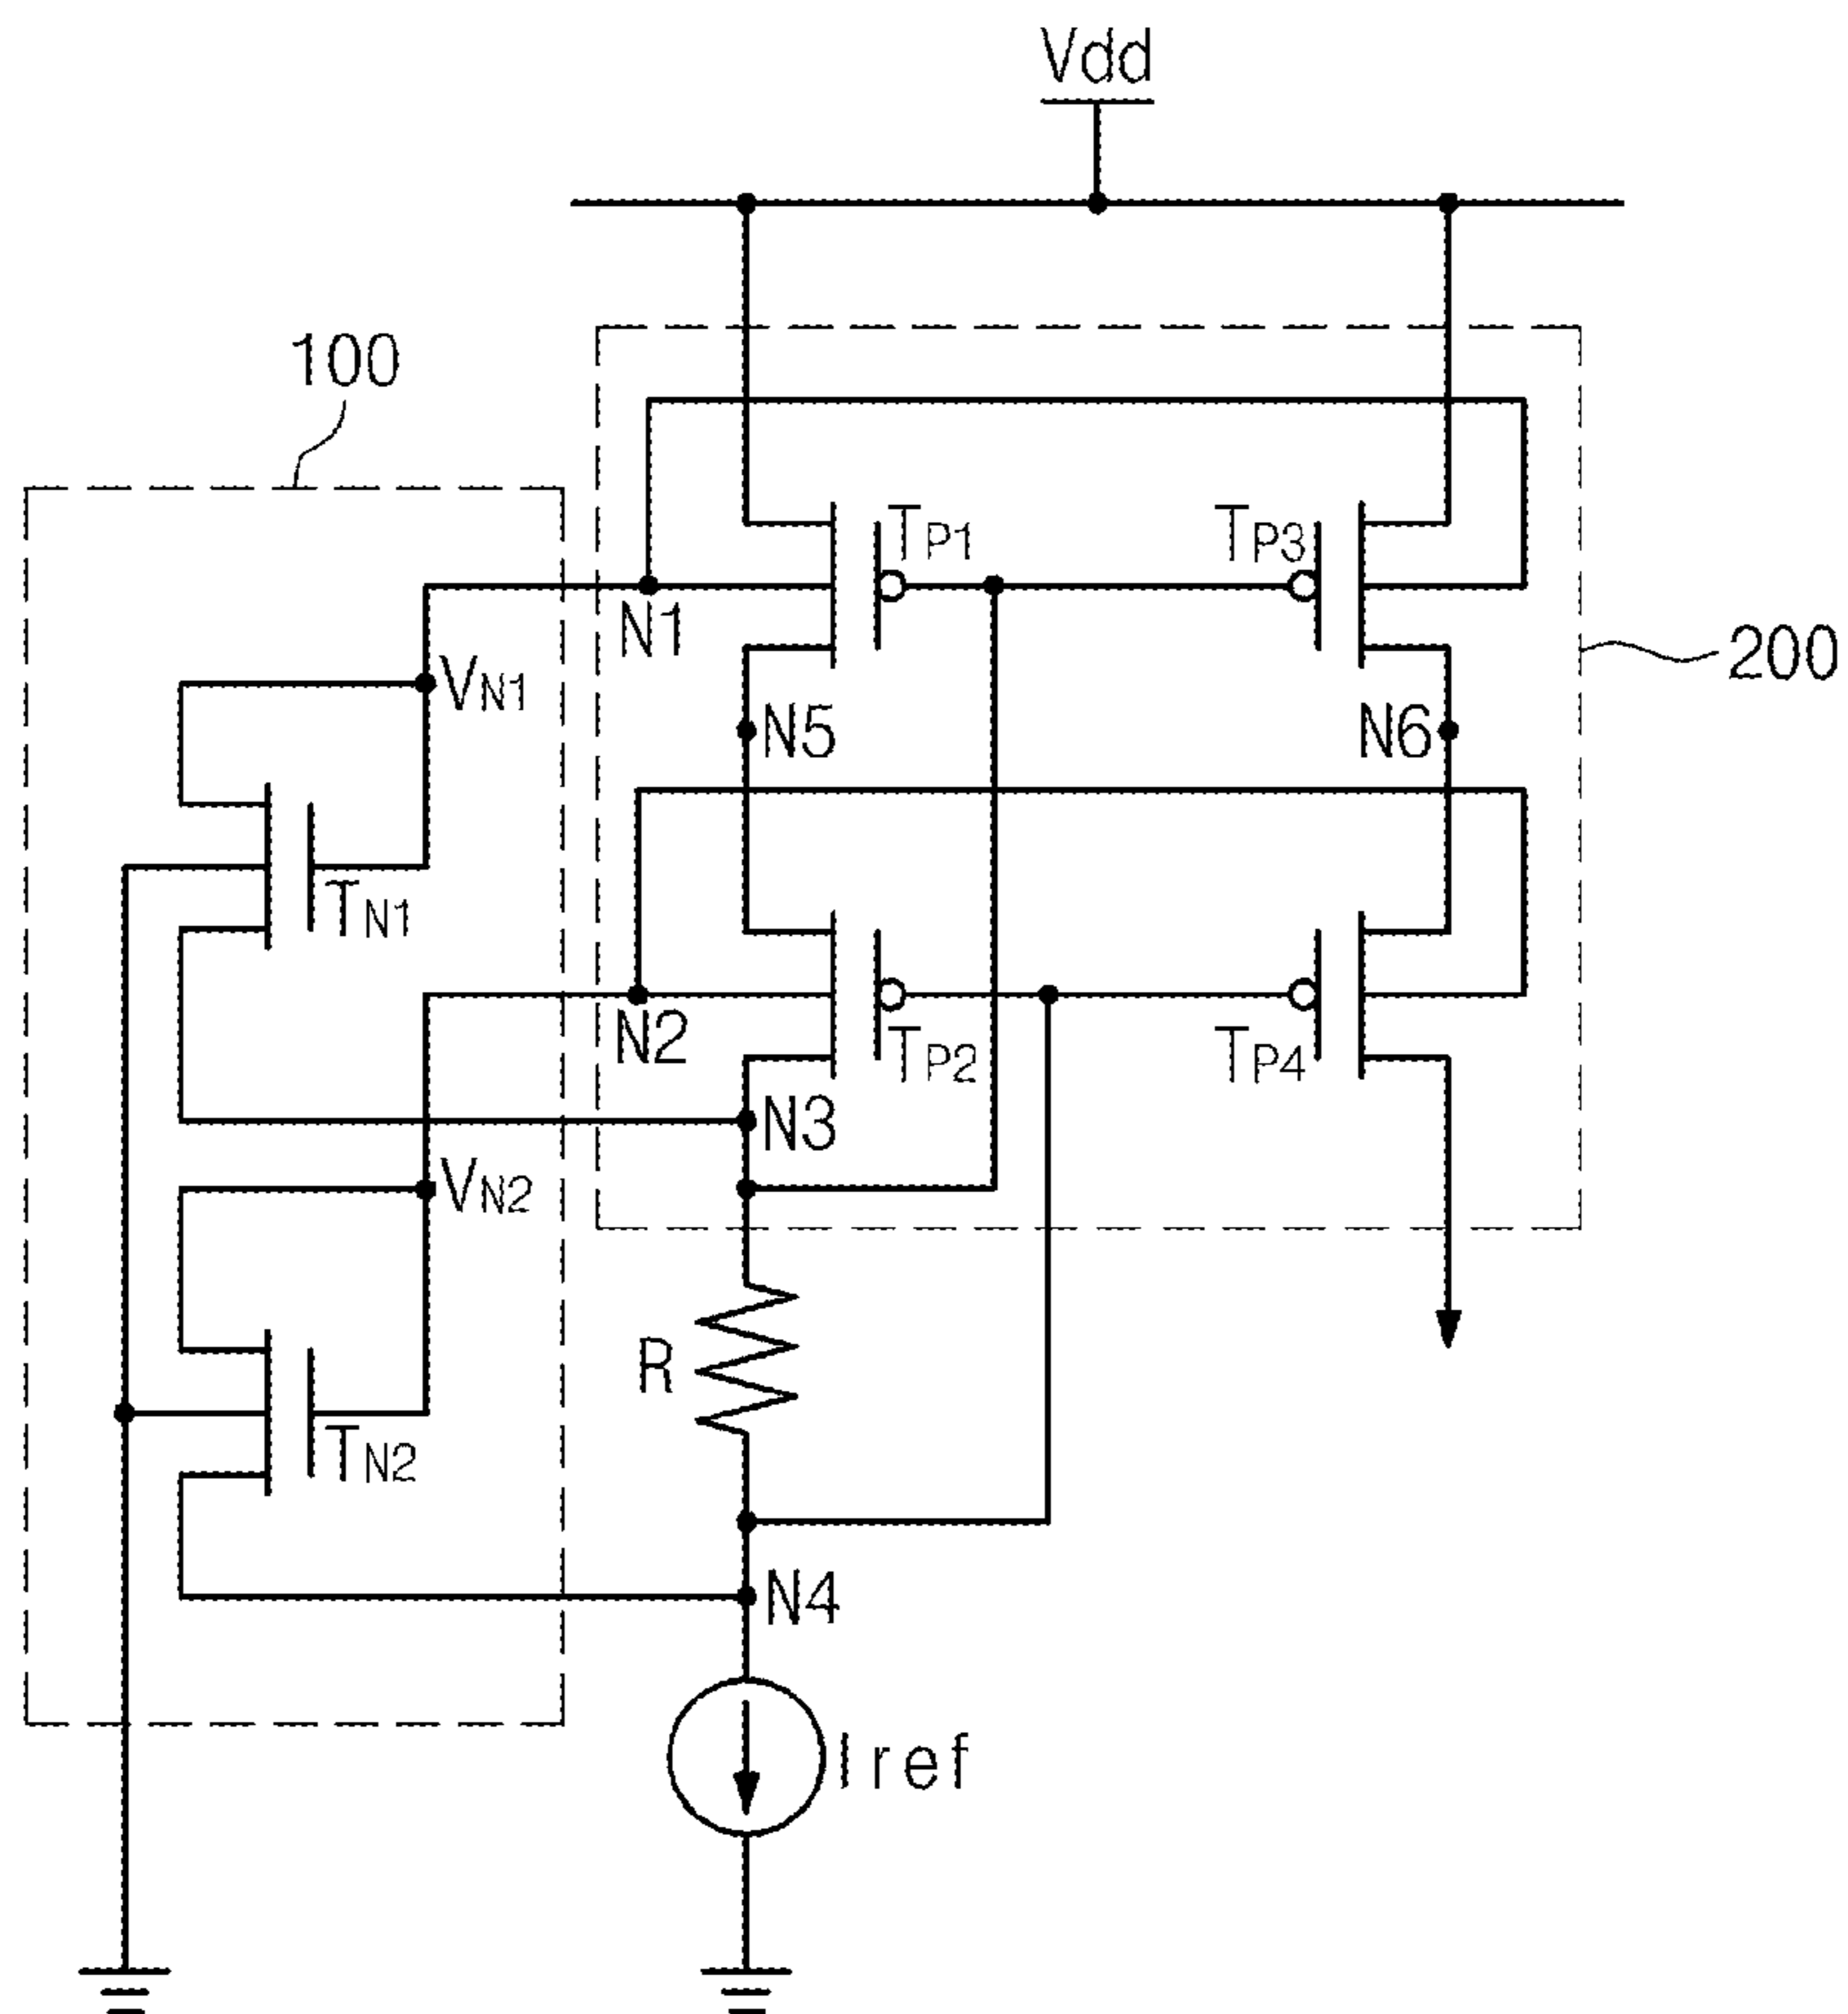 Vdd
100
TP1
TP3
N1
200
VN1
N5
N6
TN1
N2
TP2
TP4
N3
VN2
R
TN2
N4
Iref